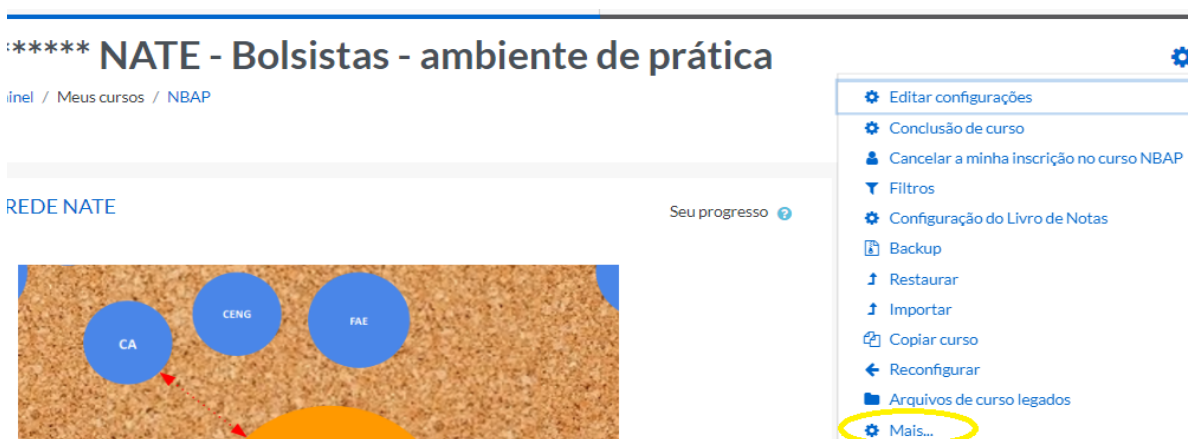 ****** NATE - Bolsistas - ambiente de prática
inel / Meus cursos / NBAP
Editar configurações
Conclusão de curso
Cancelar a minha inscrição no curso NBAP
Filtros
Configuração do Livro de Notas
Backup
Restaurar
Importar
Copiar curso
Reconfigurar
Arquivos de curso legados
Mais...
REDE NATE
Seu progresso
CA
CENG
FAE